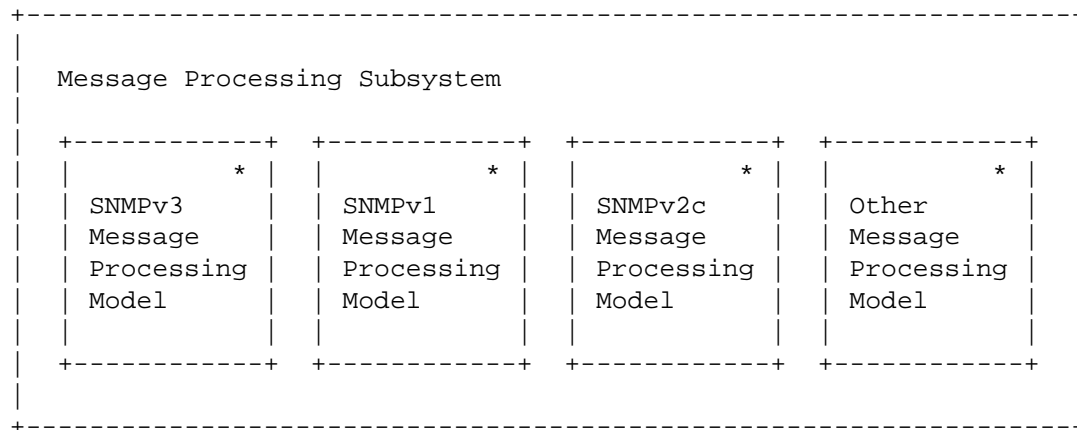 Message Processing Subsystem
* * * *
SNMPv3 SNMPv1 SNMPv2c Other
Message Message Message Message
Processing Processing Processing Processing
Model Model Model Model